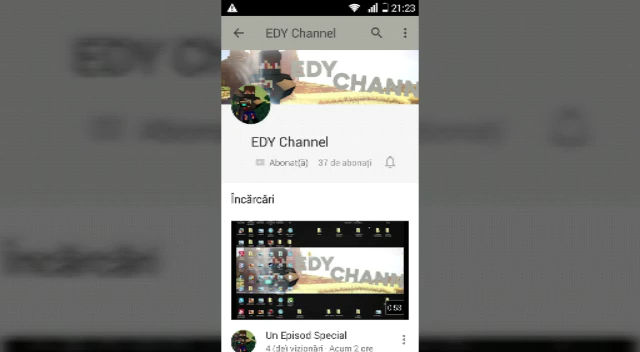 21:23
EDY Channel
EDY
CHANN
EDY Channel
Abonat(ă) 37 de abonați
Încărcări
EDY
CHANN
0:53
Un Episod Special
4 (de) vizionări · Acum 2 ore